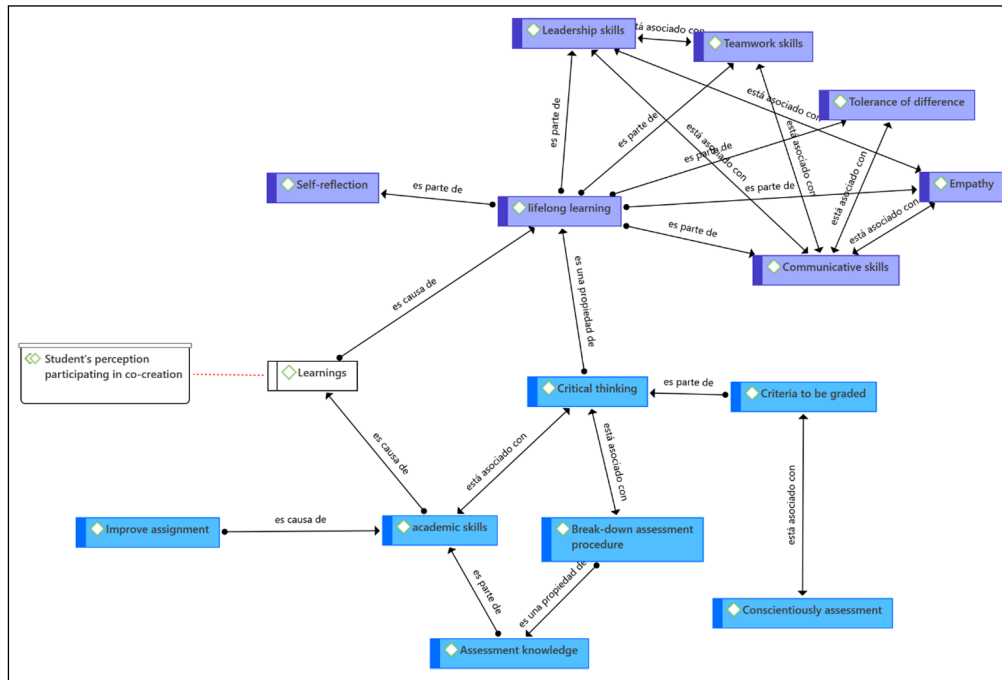 Leadership skills
stá asociado con
Teamwork skills
está asociado con
Tolerance of difference
es parte de
es parte de
está asociado con
está asociado con
es parte de
está asociado con
Self-reflection
es parte de
es parte de
Empathy
lifelong learning
es parte de
está asociado con
Communicative skills
es causa de
es una propiedad de
Student's perception
participating in co-creation
Learnings
Critical thinking
es parte de
Criteria to be graded
es causa de
está asociado con
está asociado con
está asociado con
Improve assignment
es causa de
academic skills
Break-down assessment
procedure
es parte de
es una propiedad de
Conscientiously assessment
Assessment knowledge